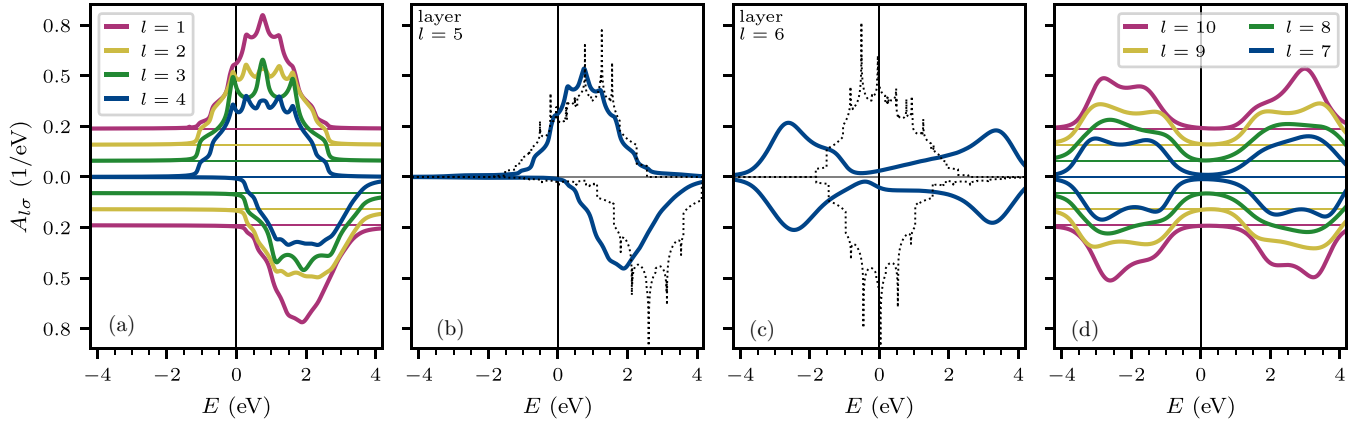 0.8
0.5
0.2
0.0
0.2
0.5
0.8
A_{lσ} (1/eV)
l = 1
l = 2
l = 3
l = 4
(a)
−4 −2 0 2 4
E (eV)
layer
l = 5
(b)
−4 −2 0 2 4
E (eV)
layer
l = 6
(c)
−4 −2 0 2 4
E (eV)
l = 10 l = 8
l = 9 l = 7
(d)
−4 −2 0 2 4
E (eV)